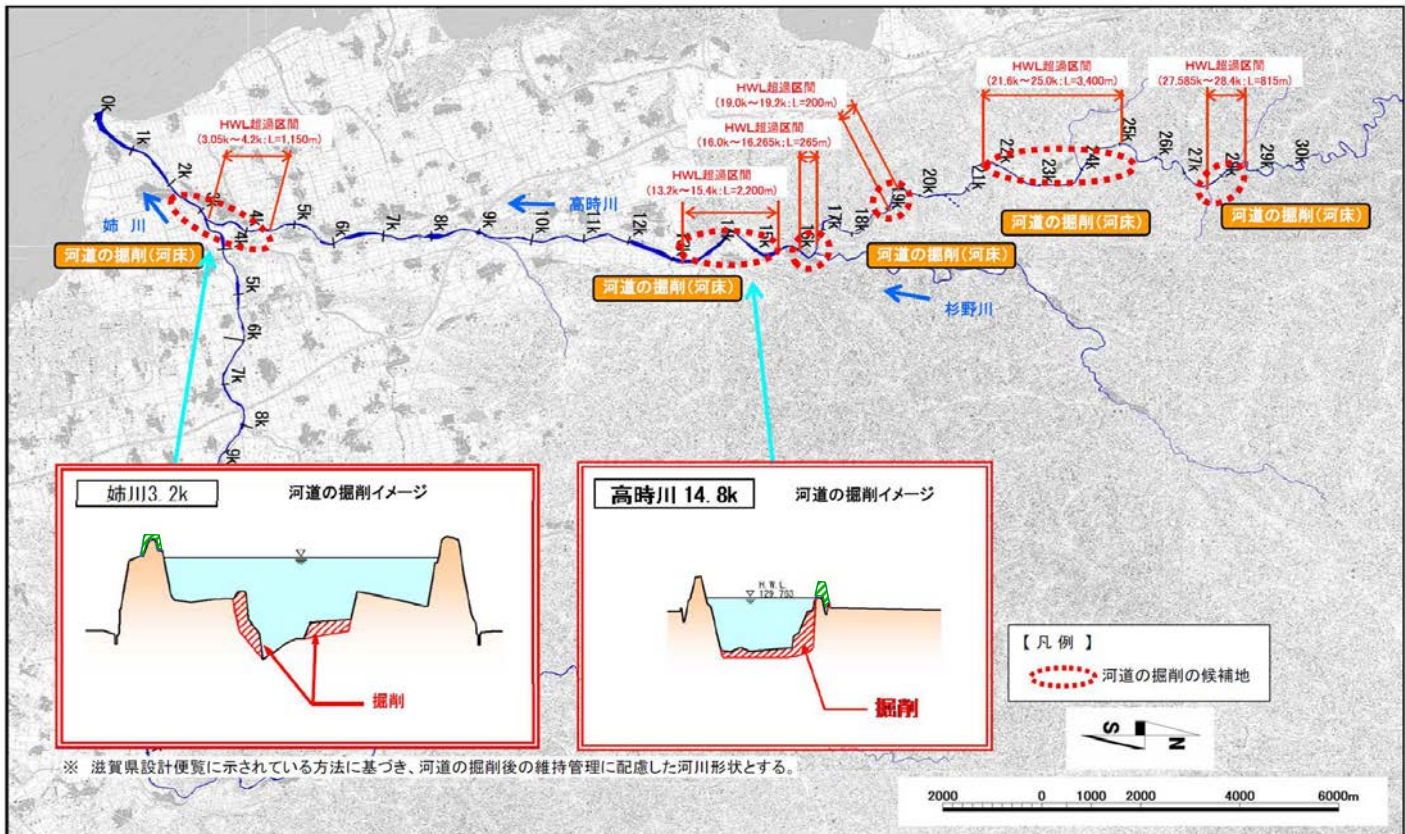 HWL超過区間
(3.05k～4.2k:L=1,150m)
HWL超過区間
(13.2k～15.4k:L=2,200m)
HWL超過区間
(16.0k～16.265k:L=265m)
HWL超過区間
(19.0k～19.2k:L=200m)
HWL超過区間
(21.6k～25.0k:L=3,400m)
HWL超過区間
(27.585k～28.4k:L=815m)
0k
1k
2k
3k
4k
5k
6k
7k
8k
9k
10k
11k
12k
13k
14k
15k
16k
17k
18k
19k
20k
21k
22k
23k
24k
25k
26k
27k
28k
29k
30k
4k
5k
6k
7k
8k
9k
姉 川
高時川
杉野川
河道の掘削(河床)
河道の掘削(河床)
河道の掘削(河床)
河道の掘削(河床)
河道の掘削(河床)
姉川3.2k
河道の掘削イメージ
掘削
高時川 14.8k
河道の掘削イメージ
H.W.L.
129.763
掘削
【 凡 例 】
河道の掘削の候補地
S
N
※ 滋賀県設計便覧に示されている方法に基づき、河道の掘削後の維持管理に配慮した河川形状とする。
2000 0 1000 2000 4000 6000m